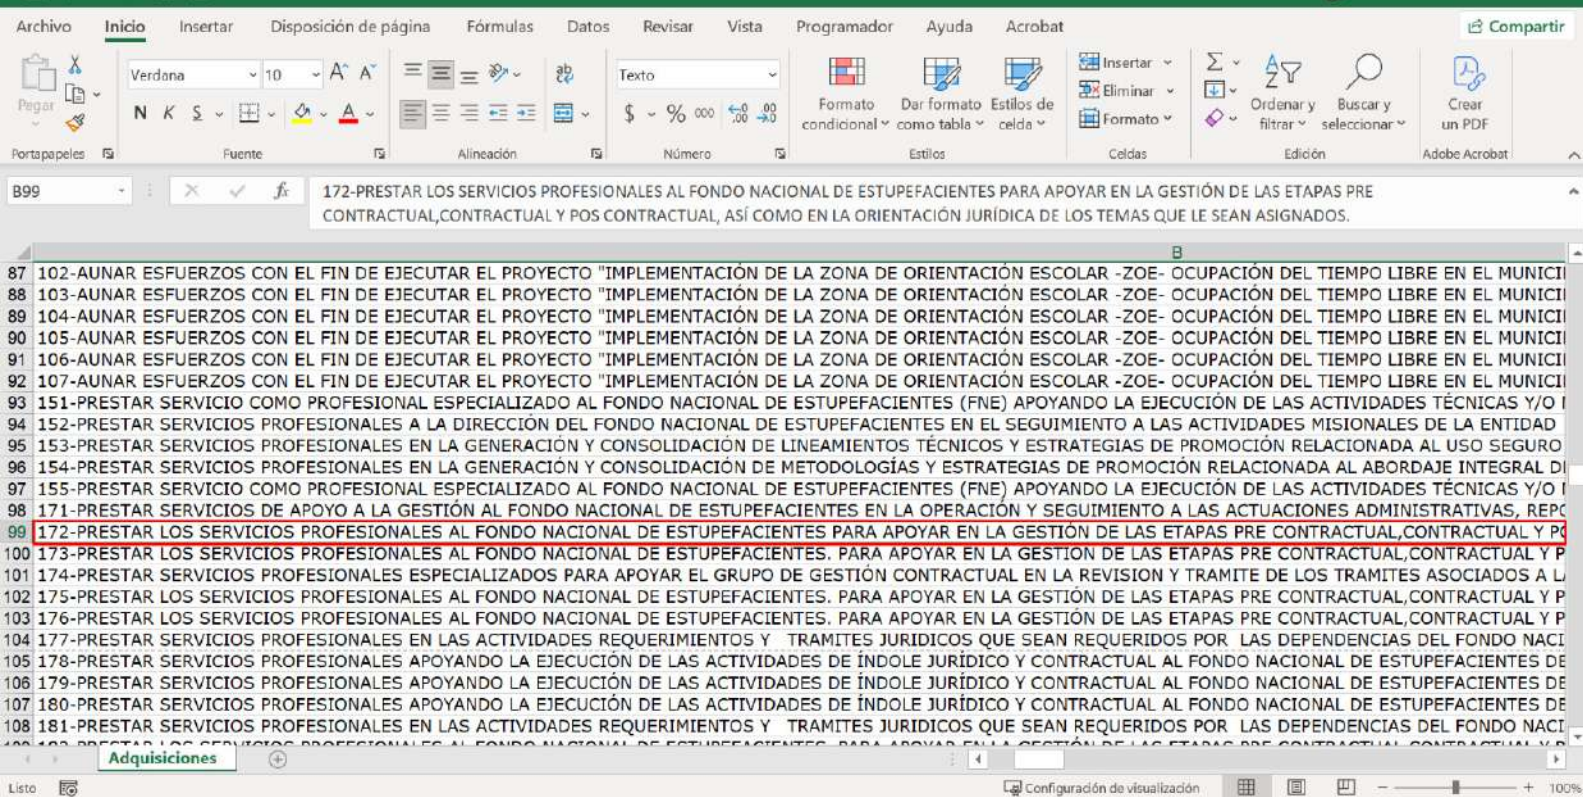 Archivo Inicio Insertar Disposición de página Fórmulas Datos Revisar Vista Programador Ayuda Acrobat Compartir
Pegar
Verdana 10 A A
N K S A
ab
Texto
$ % 000
Formato condicional
Dar formato como tabla
Estilos de celda
Insertar
Eliminar
Formato
Ordenar y filtrar
Buscar y seleccionar
Crear un PDF
Portapapeles Fuente Alineación Número Estilos Celdas Edición Adobe Acrobat
B99 fx 172-PRESTAR LOS SERVICIOS PROFESIONALES AL FONDO NACIONAL DE ESTUPEFACIENTES PARA APOYAR EN LA GESTIÓN DE LAS ETAPAS PRE
CONTRACTUAL,CONTRACTUAL Y POS CONTRACTUAL, ASÍ COMO EN LA ORIENTACIÓN JURÍDICA DE LOS TEMAS QUE LE SEAN ASIGNADOS.
B
87 102-AUNAR ESFUERZOS CON EL FIN DE EJECUTAR EL PROYECTO "IMPLEMENTACIÓN DE LA ZONA DE ORIENTACIÓN ESCOLAR -ZOE- OCUPACIÓN DEL TIEMPO LIBRE EN EL MUNICI
88 103-AUNAR ESFUERZOS CON EL FIN DE EJECUTAR EL PROYECTO "IMPLEMENTACIÓN DE LA ZONA DE ORIENTACIÓN ESCOLAR -ZOE- OCUPACIÓN DEL TIEMPO LIBRE EN EL MUNICI
89 104-AUNAR ESFUERZOS CON EL FIN DE EJECUTAR EL PROYECTO "IMPLEMENTACIÓN DE LA ZONA DE ORIENTACIÓN ESCOLAR -ZOE- OCUPACIÓN DEL TIEMPO LIBRE EN EL MUNICI
90 105-AUNAR ESFUERZOS CON EL FIN DE EJECUTAR EL PROYECTO "IMPLEMENTACIÓN DE LA ZONA DE ORIENTACIÓN ESCOLAR -ZOE- OCUPACIÓN DEL TIEMPO LIBRE EN EL MUNICI
91 106-AUNAR ESFUERZOS CON EL FIN DE EJECUTAR EL PROYECTO "IMPLEMENTACIÓN DE LA ZONA DE ORIENTACIÓN ESCOLAR -ZOE- OCUPACIÓN DEL TIEMPO LIBRE EN EL MUNICI
92 107-AUNAR ESFUERZOS CON EL FIN DE EJECUTAR EL PROYECTO "IMPLEMENTACIÓN DE LA ZONA DE ORIENTACIÓN ESCOLAR -ZOE- OCUPACIÓN DEL TIEMPO LIBRE EN EL MUNICI
93 151-PRESTAR SERVICIO COMO PROFESIONAL ESPECIALIZADO AL FONDO NACIONAL DE ESTUPEFACIENTES (FNE) APOYANDO LA EJECUCIÓN DE LAS ACTIVIDADES TÉCNICAS Y/O
94 152-PRESTAR SERVICIOS PROFESIONALES A LA DIRECCIÓN DEL FONDO NACIONAL DE ESTUPEFACIENTES EN EL SEGUIMIENTO A LAS ACTIVIDADES MISIONALES DE LA ENTIDAD
95 153-PRESTAR SERVICIOS PROFESIONALES EN LA GENERACIÓN Y CONSOLIDACIÓN DE LINEAMIENTOS TÉCNICOS Y ESTRATEGIAS DE PROMOCIÓN RELACIONADA AL USO SEGURO
96 154-PRESTAR SERVICIOS PROFESIONALES EN LA GENERACIÓN Y CONSOLIDACIÓN DE METODOLOGÍAS Y ESTRATEGIAS DE PROMOCIÓN RELACIONADA AL ABORDAJE INTEGRAL D
97 155-PRESTAR SERVICIO COMO PROFESIONAL ESPECIALIZADO AL FONDO NACIONAL DE ESTUPEFACIENTES (FNE) APOYANDO LA EJECUCIÓN DE LAS ACTIVIDADES TÉCNICAS Y/O
98 171-PRESTAR SERVICIOS DE APOYO A LA GESTIÓN AL FONDO NACIONAL DE ESTUPEFACIENTES EN LA OPERACIÓN Y SEGUIMIENTO A LAS ACTUACIONES ADMINISTRATIVAS, REPO
99 172-PRESTAR LOS SERVICIOS PROFESIONALES AL FONDO NACIONAL DE ESTUPEFACIENTES PARA APOYAR EN LA GESTIÓN DE LAS ETAPAS PRE CONTRACTUAL,CONTRACTUAL Y PO
100 173-PRESTAR LOS SERVICIOS PROFESIONALES AL FONDO NACIONAL DE ESTUPEFACIENTES. PARA APOYAR EN LA GESTIÓN DE LAS ETAPAS PRE CONTRACTUAL,CONTRACTUAL Y P
101 174-PRESTAR SERVICIOS PROFESIONALES ESPECIALIZADOS PARA APOYAR EL GRUPO DE GESTIÓN CONTRACTUAL EN LA REVISION Y TRAMITE DE LOS TRAMITES ASOCIADOS A LA
102 175-PRESTAR LOS SERVICIOS PROFESIONALES AL FONDO NACIONAL DE ESTUPEFACIENTES. PARA APOYAR EN LA GESTIÓN DE LAS ETAPAS PRE CONTRACTUAL,CONTRACTUAL Y P
103 176-PRESTAR LOS SERVICIOS PROFESIONALES AL FONDO NACIONAL DE ESTUPEFACIENTES. PARA APOYAR EN LA GESTIÓN DE LAS ETAPAS PRE CONTRACTUAL,CONTRACTUAL Y P
104 177-PRESTAR SERVICIOS PROFESIONALES EN LAS ACTIVIDADES REQUERIMIENTOS Y TRAMITES JURIDICOS QUE SEAN REQUERIDOS POR LAS DEPENDENCIAS DEL FONDO NACI
105 178-PRESTAR SERVICIOS PROFESIONALES APOYANDO LA EJECUCIÓN DE LAS ACTIVIDADES DE ÍNDOLE JURÍDICO Y CONTRACTUAL AL FONDO NACIONAL DE ESTUPEFACIENTES DE
106 179-PRESTAR SERVICIOS PROFESIONALES APOYANDO LA EJECUCIÓN DE LAS ACTIVIDADES DE ÍNDOLE JURÍDICO Y CONTRACTUAL AL FONDO NACIONAL DE ESTUPEFACIENTES DE
107 180-PRESTAR SERVICIOS PROFESIONALES APOYANDO LA EJECUCIÓN DE LAS ACTIVIDADES DE ÍNDOLE JURÍDICO Y CONTRACTUAL AL FONDO NACIONAL DE ESTUPEFACIENTES DE
108 181-PRESTAR SERVICIOS PROFESIONALES EN LAS ACTIVIDADES REQUERIMIENTOS Y TRAMITES JURIDICOS QUE SEAN REQUERIDOS POR LAS DEPENDENCIAS DEL FONDO NACI
Adquisiciones
Listo Configuración de visualización 100%